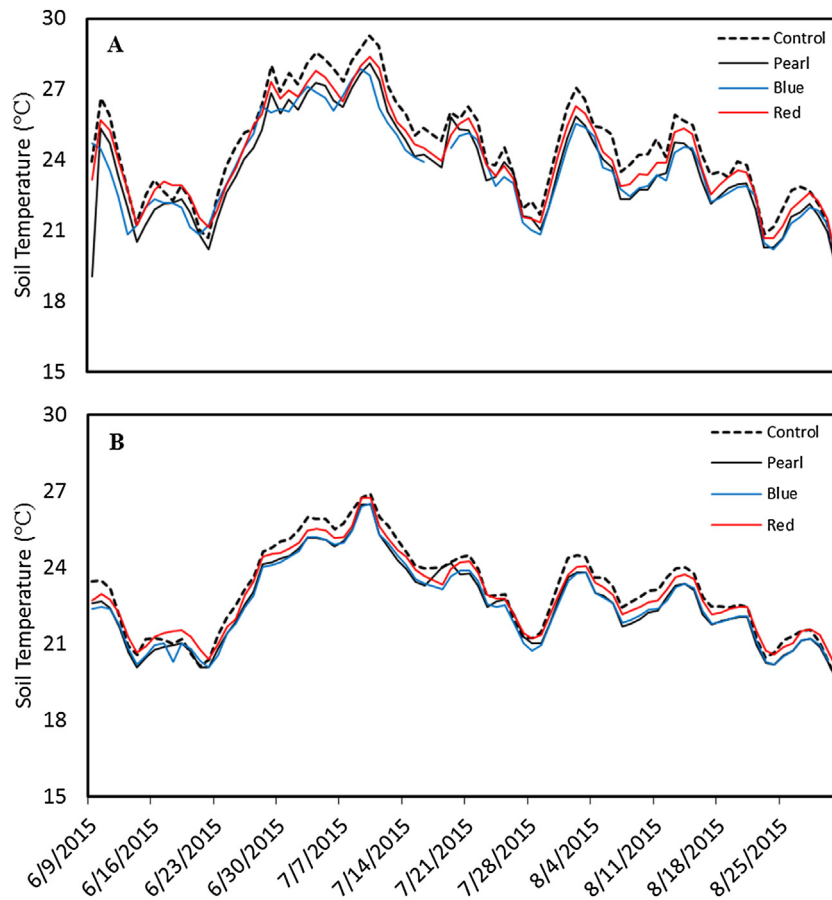 A
Control
Pearl
Blue
Red
30
27
24
21
18
15
Soil Temperature (°C)
B
Control
Pearl
Blue
Red
30
27
24
21
18
15
Soil Temperature (°C)
6/9/2015
6/16/2015
6/23/2015
6/30/2015
7/7/2015
7/14/2015
7/21/2015
7/28/2015
8/4/2015
8/11/2015
8/18/2015
8/25/2015